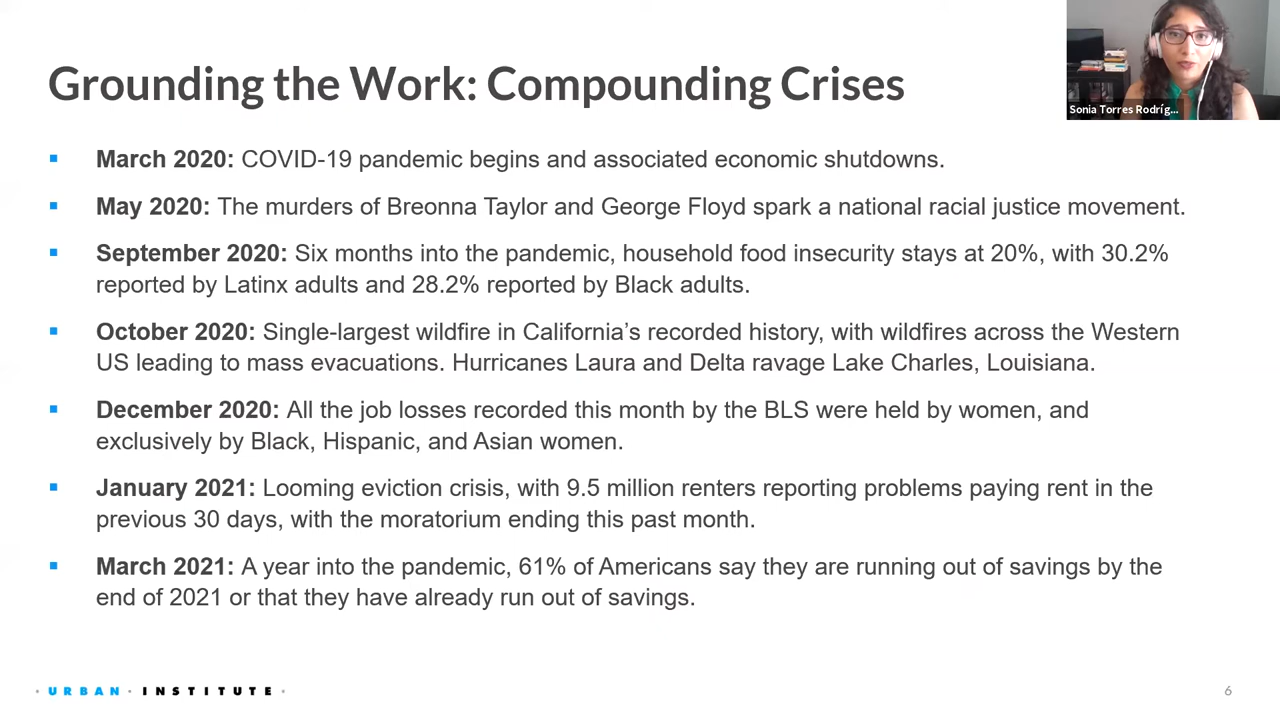 Grounding the Work: Compounding Crises
Sonia Torres Rodríg...
▪ March 2020: COVID-19 pandemic begins and associated economic shutdowns.
▪ May 2020: The murders of Breonna Taylor and George Floyd spark a national racial justice movement.
▪ September 2020: Six months into the pandemic, household food insecurity stays at 20%, with 30.2%
reported by Latinx adults and 28.2% reported by Black adults.
▪ October 2020: Single-largest wildfire in California's recorded history, with wildfires across the Western
US leading to mass evacuations. Hurricanes Laura and Delta ravage Lake Charles, Louisiana.
▪ December 2020: All the job losses recorded this month by the BLS were held by women, and
exclusively by Black, Hispanic, and Asian women.
▪ January 2021: Looming eviction crisis, with 9.5 million renters reporting problems paying rent in the
previous 30 days, with the moratorium ending this past month.
▪ March 2021: A year into the pandemic, 61% of Americans say they are running out of savings by the
end of 2021 or that they have already run out of savings.
· URBAN · INSTITUTE ·
6